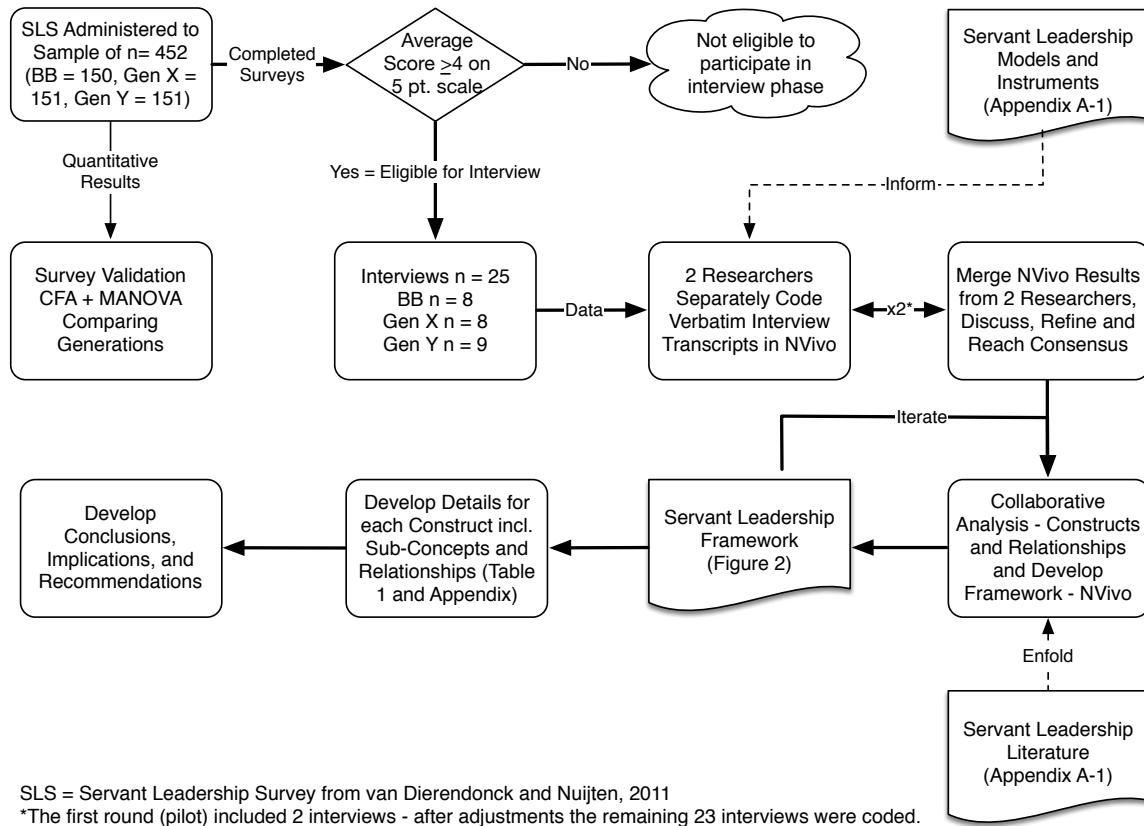 SLS Administered to
Sample of n= 452
(BB = 150, Gen X =
151, Gen Y = 151)
Completed
Surveys
Average
Score ≥4 on
5 pt. scale
No
Not eligible to
participate in
interview phase
Servant Leadership
Models and
Instruments
(Appendix A-1)
Quantitative
Results
Yes = Eligible for Interview
Inform
Survey Validation
CFA + MANOVA
Comparing
Generations
Interviews n = 25
BB n = 8
Gen X n = 8
Gen Y n = 9
Data
2 Researchers
Separately Code
Verbatim Interview
Transcripts in NVivo
x2*
Merge NVivo Results
from 2 Researchers,
Discuss, Refine and
Reach Consensus
Iterate
Develop
Conclusions,
Implications, and
Recommendations
Develop Details for
each Construct incl.
Sub-Concepts and
Relationships (Table
1 and Appendix)
Servant Leadership
Framework
(Figure 2)
Collaborative
Analysis - Constructs
and Relationships
and Develop
Framework - NVivo
Enfold
Servant Leadership
Literature
(Appendix A-1)
SLS = Servant Leadership Survey from van Dierendonck and Nuijten, 2011
*The first round (pilot) included 2 interviews - after adjustments the remaining 23 interviews were coded.